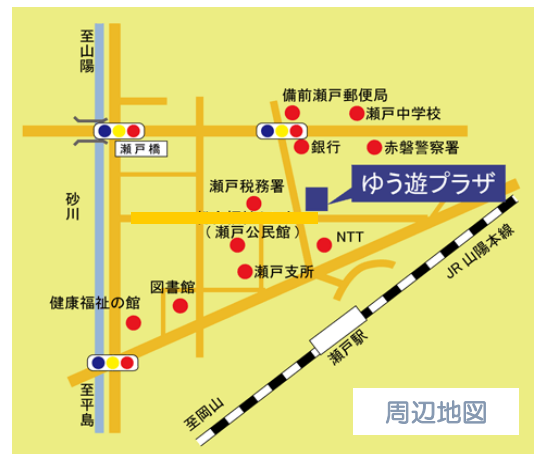 至山陽
備前瀬戸郵便局
瀬戸中学校
瀬戸橋
銀行
赤磐警察署
瀬戸税務署
ゆう遊プラザ
砂川
(瀬戸公民館)
NTT
JR山陽本線
瀬戸支所
図書館
健康福祉の館
瀬戸駅
至平島
至岡山
周辺地図